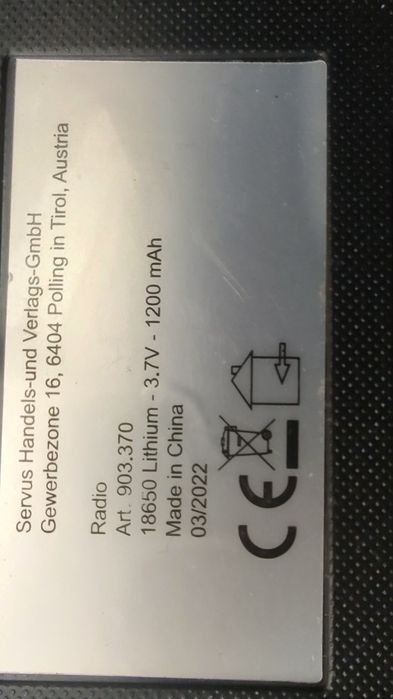 Servus Handels-und Verlags-GmbH
Gewerbezone 16, 6404 Polling in Tirol, Austria
Radio
Art. 903.370
18650 Lithium - 3.7V - 1200 mAh
Made in China
03/2022
CE